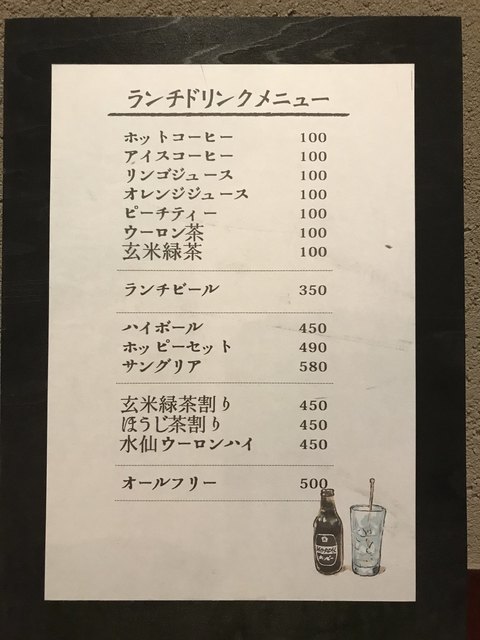 ランチドリンクメニュー
ホットコーヒー 100
アイスコーヒー 100
リンゴジュース 100
オレンジジュース 100
ピーチティー 100
ウーロン茶 100
玄米緑茶 100
ランチビール 350
ハイボール 450
ホッピーセット 490
サングリア 580
玄米緑茶割り 450
ほうじ茶割り 450
水仙ウーロンハイ 450
オールフリー 500